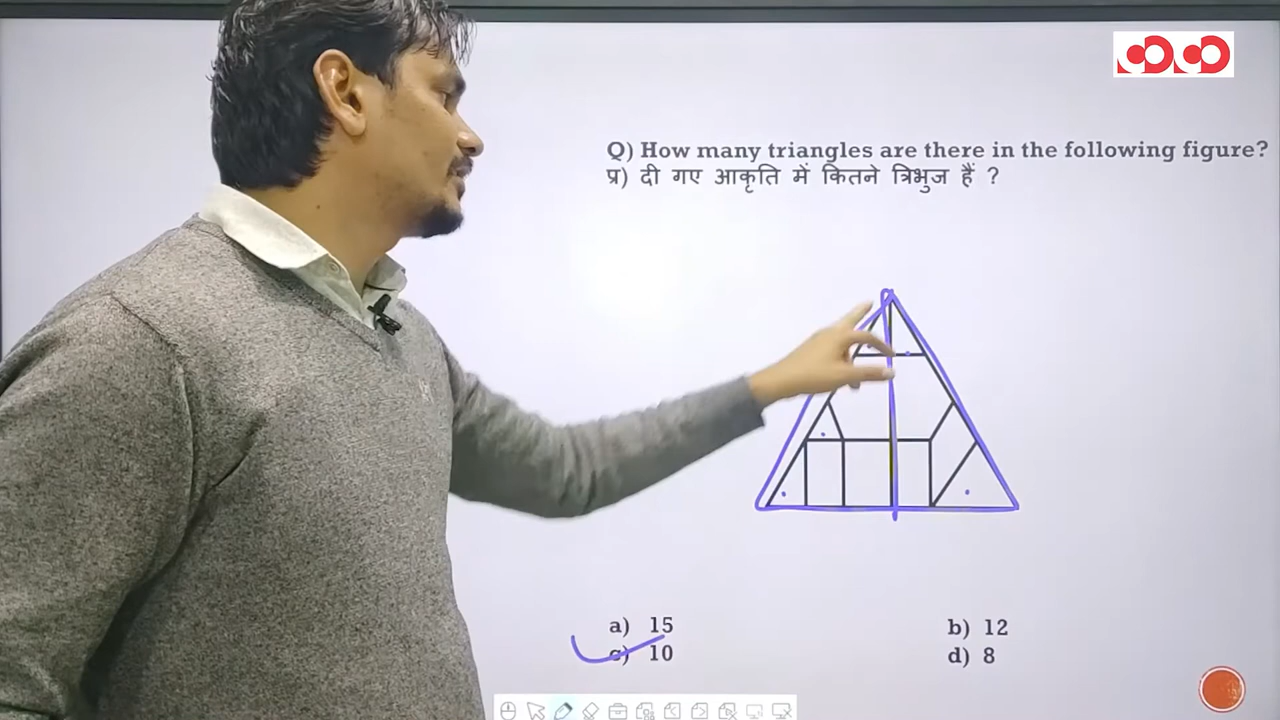 Q) How many triangles are there in the following figure?
प्र) दी गए आकृति में कितने त्रिभुज हैं ?
a) 15
b) 12
c) 10
d) 8